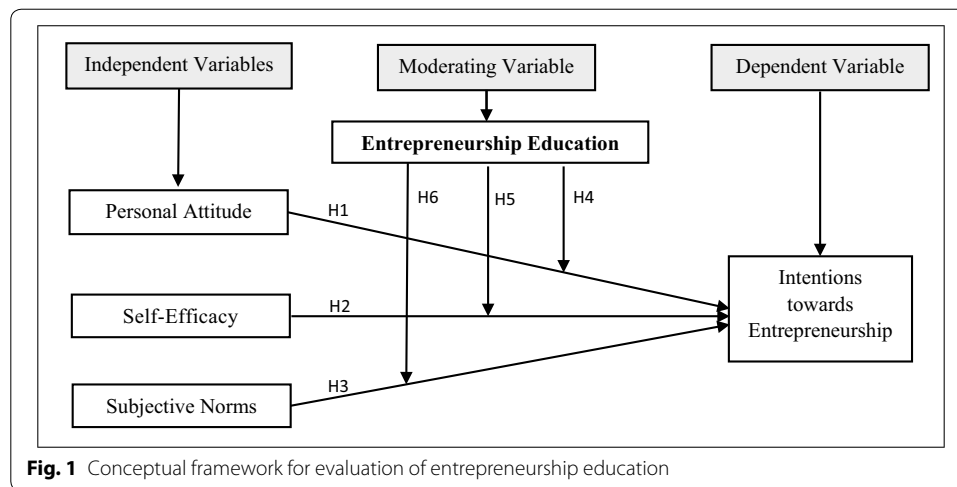 Independent Variables
Moderating Variable
Dependent Variable
Entrepreneurship Education
H6
H5
H4
Personal Attitude
H1
Intentions
towards
Entrepreneurship
Self-Efficacy
H2
H3
Subjective Norms
Fig. 1 Conceptual framework for evaluation of entrepreneurship education